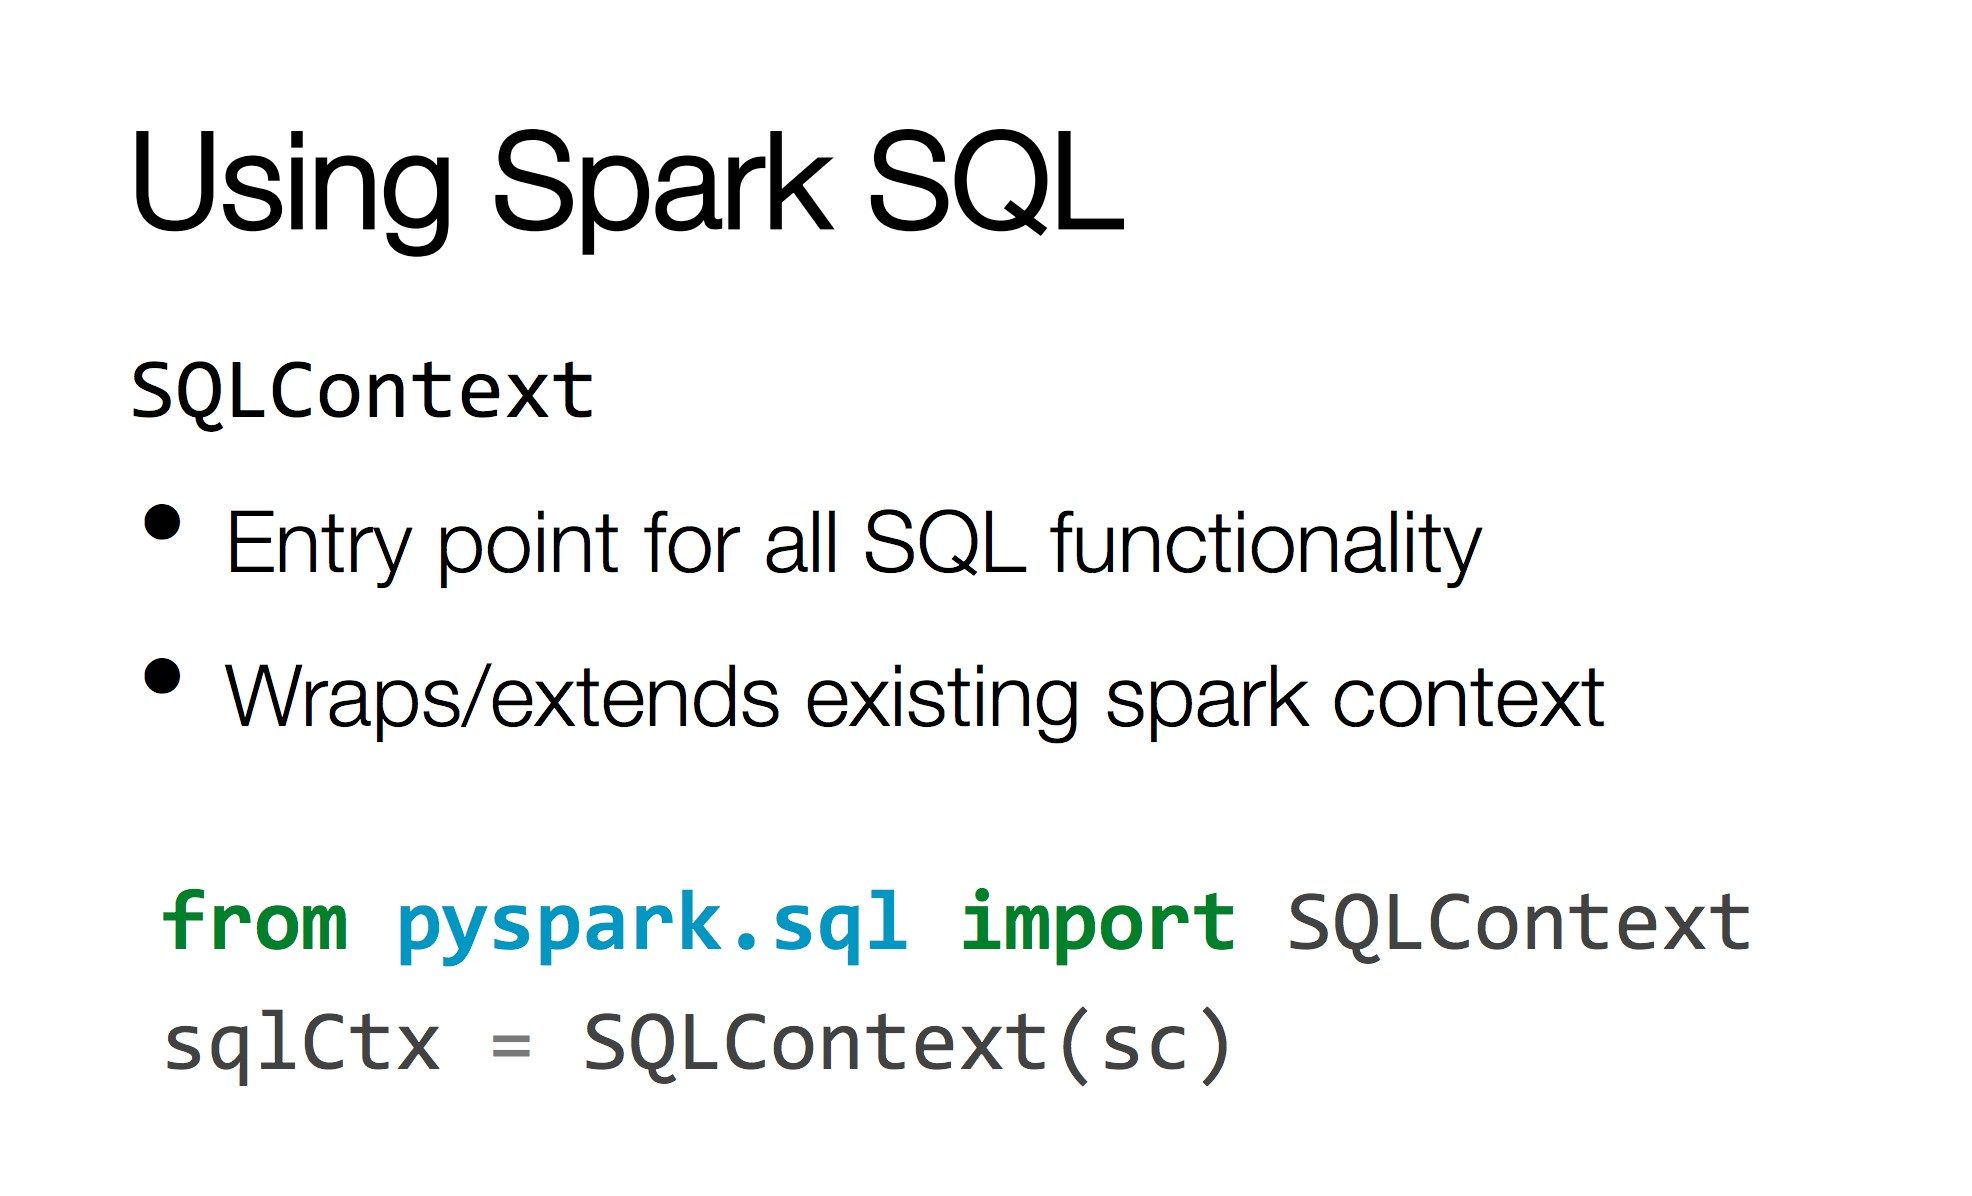 Using Spark SQL
SQLContext
• Entry point for all SQL functionality
• Wraps/extends existing spark context
from pyspark.sql import SQLContext
sqlCtx = SQLContext(sc)